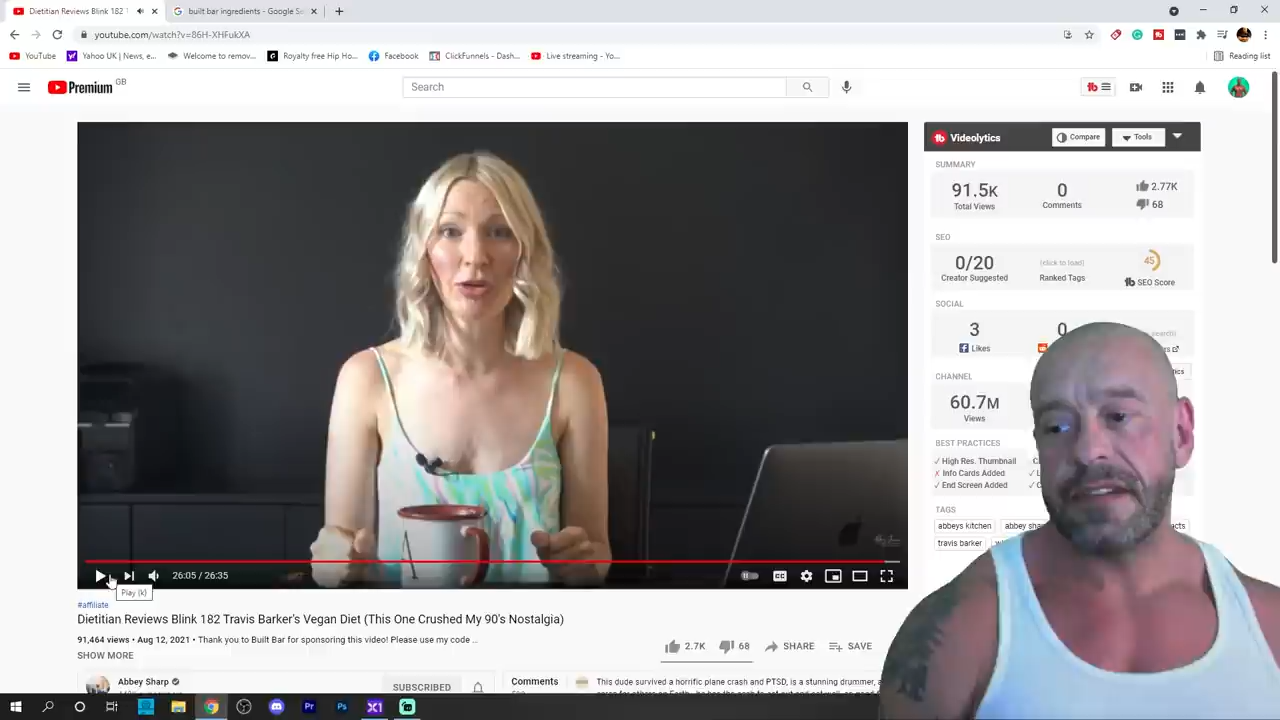 Dietitian Reviews Blink 182
built bar ingredients - Google Se
youtube.com/watch?v=86H-XHFukXA
YouTube
Yahoo UK | News, e...
Welcome to remov...
Royalty free Hip Ho...
Facebook
ClickFunnels - Dash...
Live streaming - Yo...
Reading list
Premium GB
Search
tb
Videolytics
Compare
Tools
SUMMARY
91.5K
Total Views
0
Comments
2.77K
68
SEO
0/20
Creator Suggested
(click to load)
Ranked Tags
45
tb SEO Score
SOCIAL
3
Likes
0
CHANNEL
60.7M
Views
BEST PRACTICES
✓ High Res. Thumbnail
✗ Info Cards Added
✓ End Screen Added
TAGS
abbeys kitchen
travis barker
26:05 / 26:35
CC
Play (k)
#affiliate
Dietitian Reviews Blink 182 Travis Barker's Vegan Diet (This One Crushed My 90's Nostalgia)
91,464 views • Aug 12, 2021 • Thank you to Built Bar for sponsoring this video! Please use my code ...
2.7K
68
SHARE
SAVE
SHOW MORE
Abbey Sharp
SUBSCRIBED
Comments
This dude survived a horrific plane crash and PTSD, is a stunning drummer,
Pr
Ps
X1